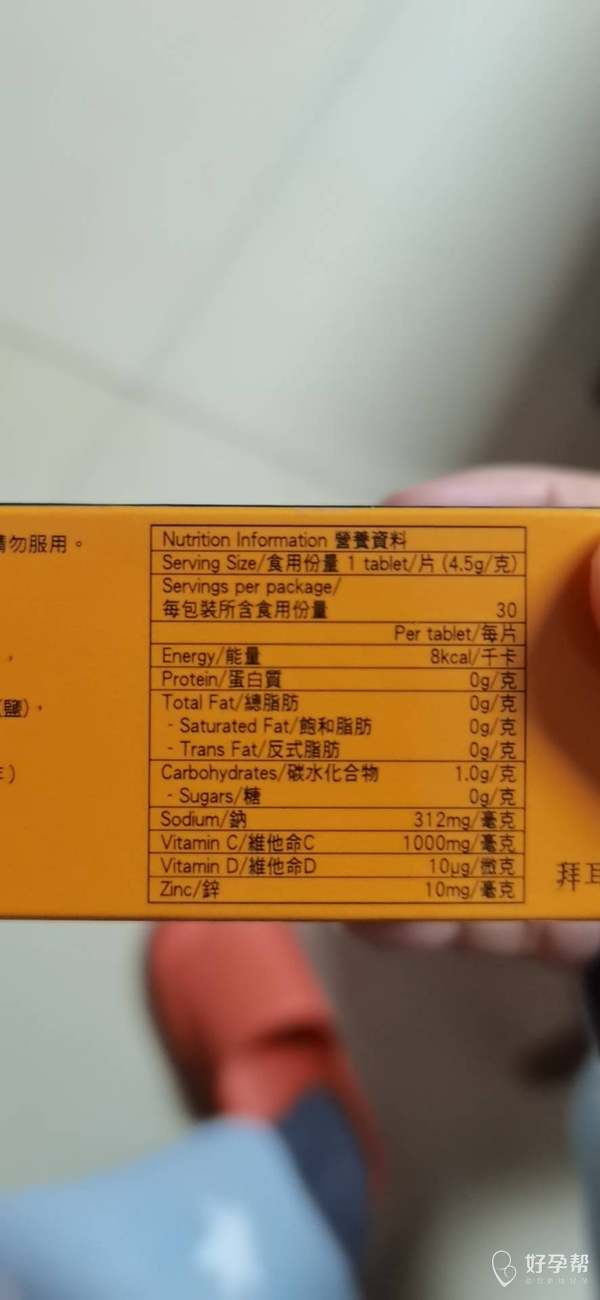 請勿服用。
，
鹽)，
)
Nutrition Information 營養資料
Serving Size/食用份量 1 tablet/片 (4.5g/克)
Servings per package/
每包裝所含食用份量 30
Per tablet/每片
Energy/能量 8kcal/千卡
Protein/蛋白質 0g/克
Total Fat/總脂肪 0g/克
- Saturated Fat/飽和脂肪 0g/克
- Trans Fat/反式脂肪 0g/克
Carbohydrates/碳水化合物 1.0g/克
- Sugars/糖 0g/克
Sodium/鈉 312mg/毫克
Vitamin C/維他命C 1000mg/毫克
Vitamin D/維他命D 10µg/微克
Zinc/鋅 10mg/毫克
拜耳
好孕帮